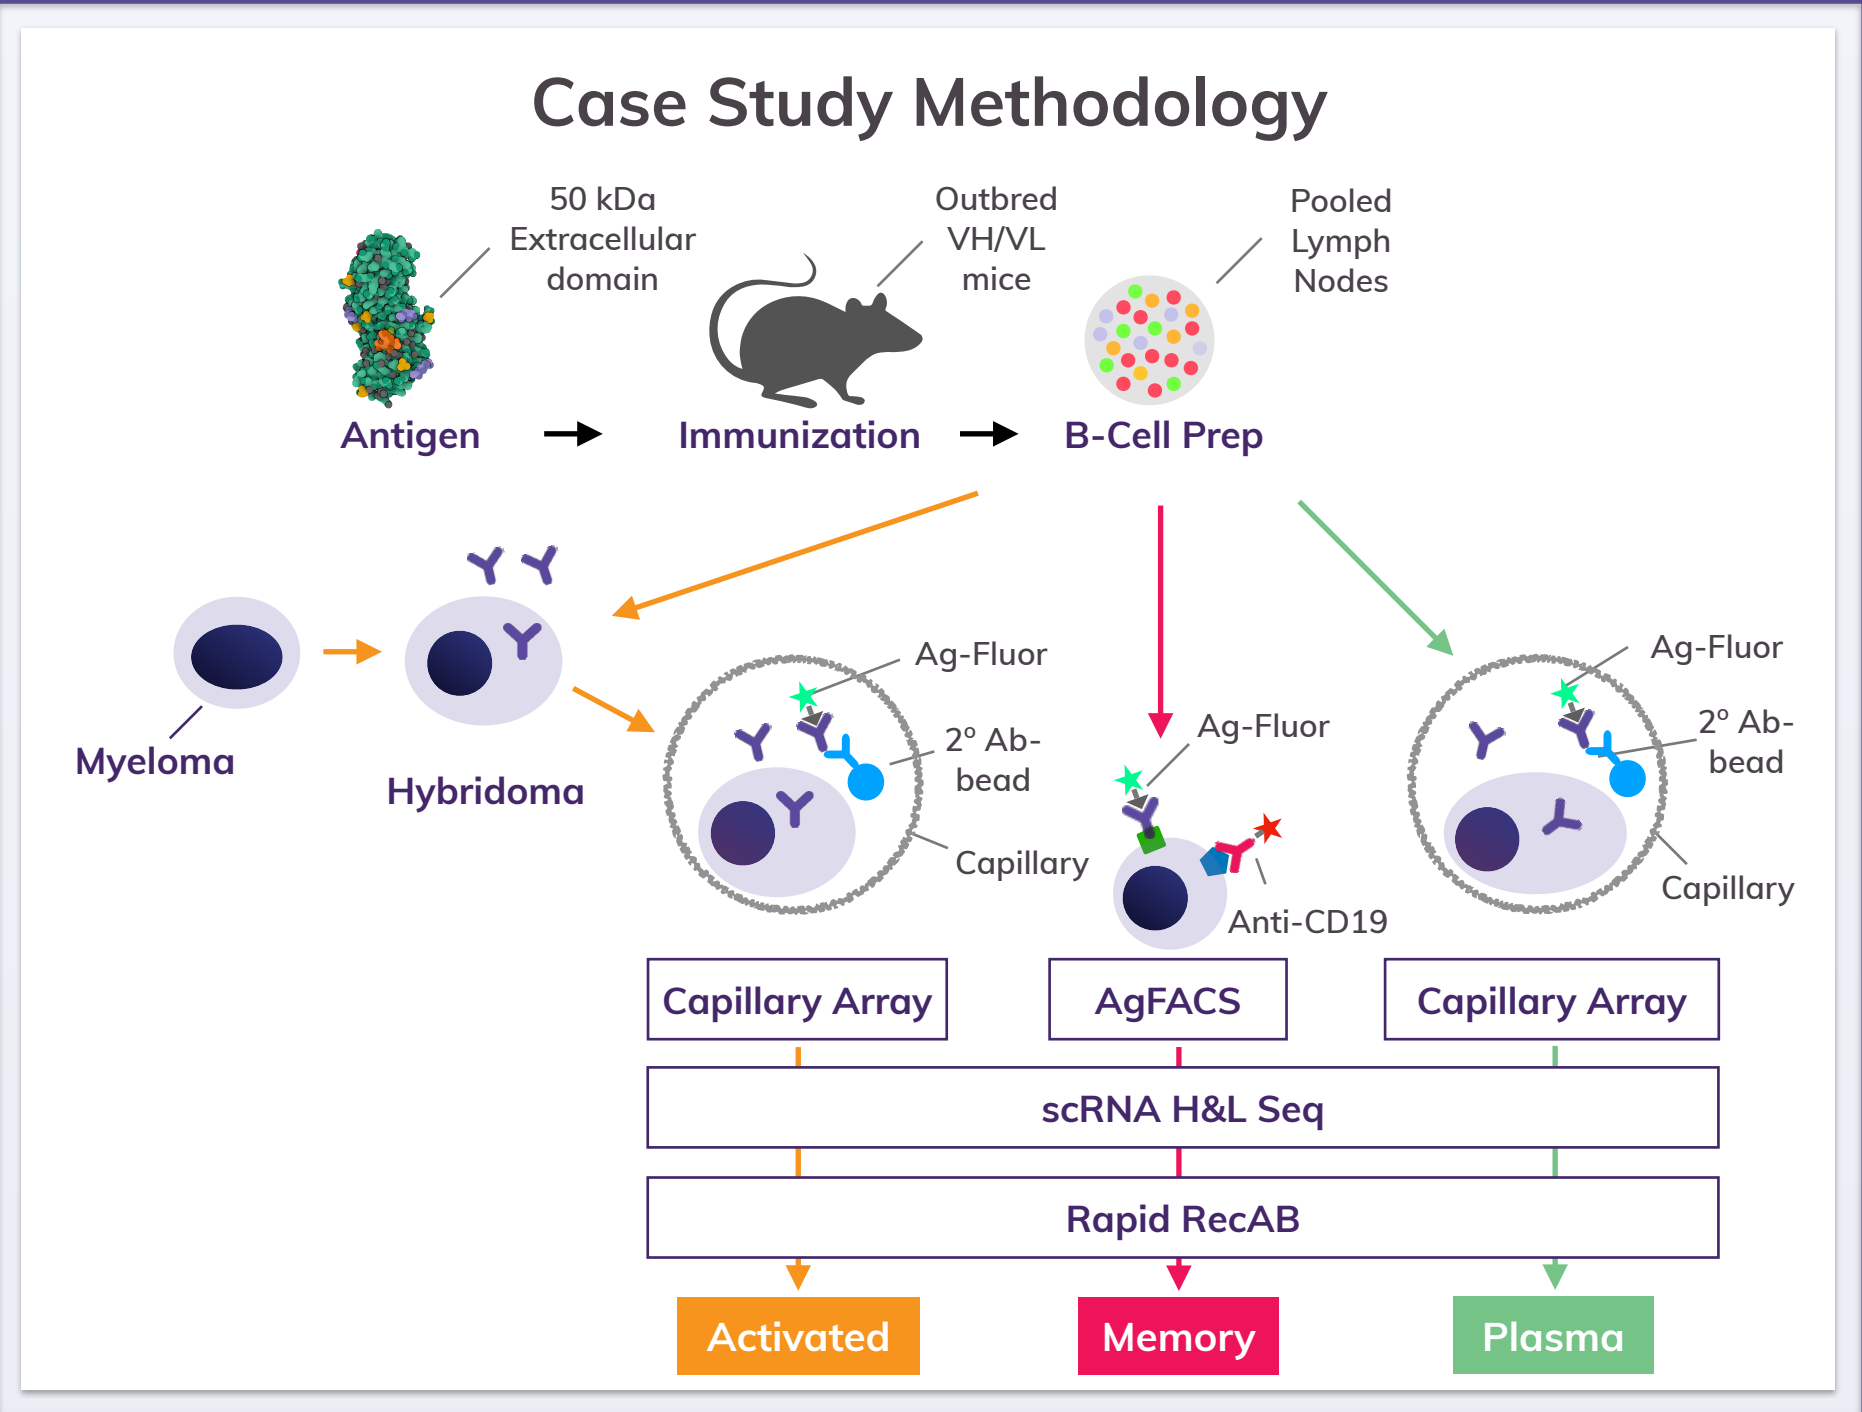 Case Study Methodology
50 kDa
Extracellular
domain
Outbred
VH/VL
mice
Pooled
Lymph
Nodes
Antigen
Immunization
B-Cell Prep
Myeloma
Hybridoma
Ag-Fluor
2º Ab-
bead
Capillary
Ag-Fluor
Anti-CD19
Ag-Fluor
2º Ab-
bead
Capillary
Capillary Array
AgFACS
Capillary Array
scRNA H&L Seq
Rapid RecAB
Activated
Memory
Plasma